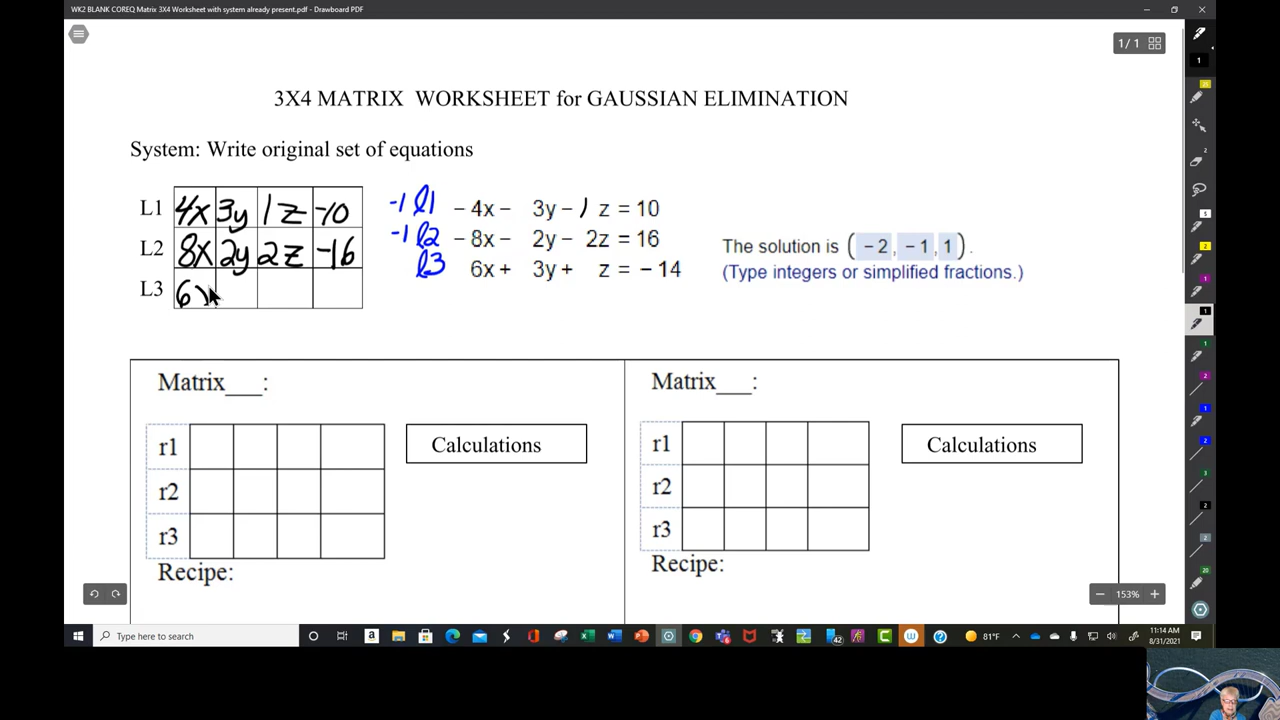 WK2 BLANK COREQ Matrix 3X4 Worksheet with system already present.pdf - Drawboard PDF
1/1
3X4 MATRIX WORKSHEET for GAUSSIAN ELIMINATION
System: Write original set of equations
L1 4x 3y 1z -10
-1 l1 - 4x - 3y - 1 z = 10
L2 8x 2y 2z -16
-1 l2 - 8x - 2y - 2z = 16
L3 6x
l3 6x + 3y + z = - 14
The solution is ( - 2 , - 1 , 1 ).
(Type integers or simplified fractions.)
Matrix___:
r1
r2
r3
Calculations
Recipe:
Matrix___:
r1
r2
r3
Calculations
Recipe:
153%
Type here to search
81°F
11:14 AM
8/31/2021